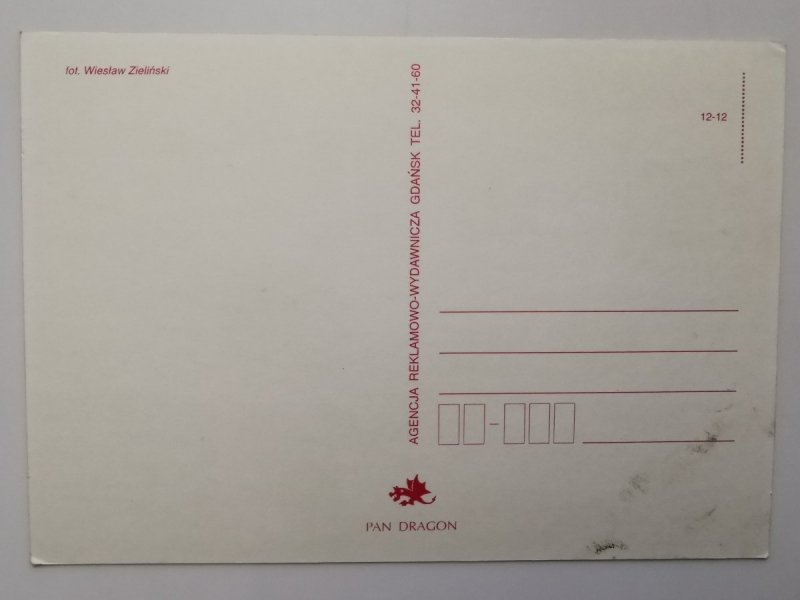 fot. Wiesław Zieliński
AGENCJA REKLAMOWO-WYDAWNICZA GDAŃSK TEL. 32-41-60
12-12
PAN DRAGON